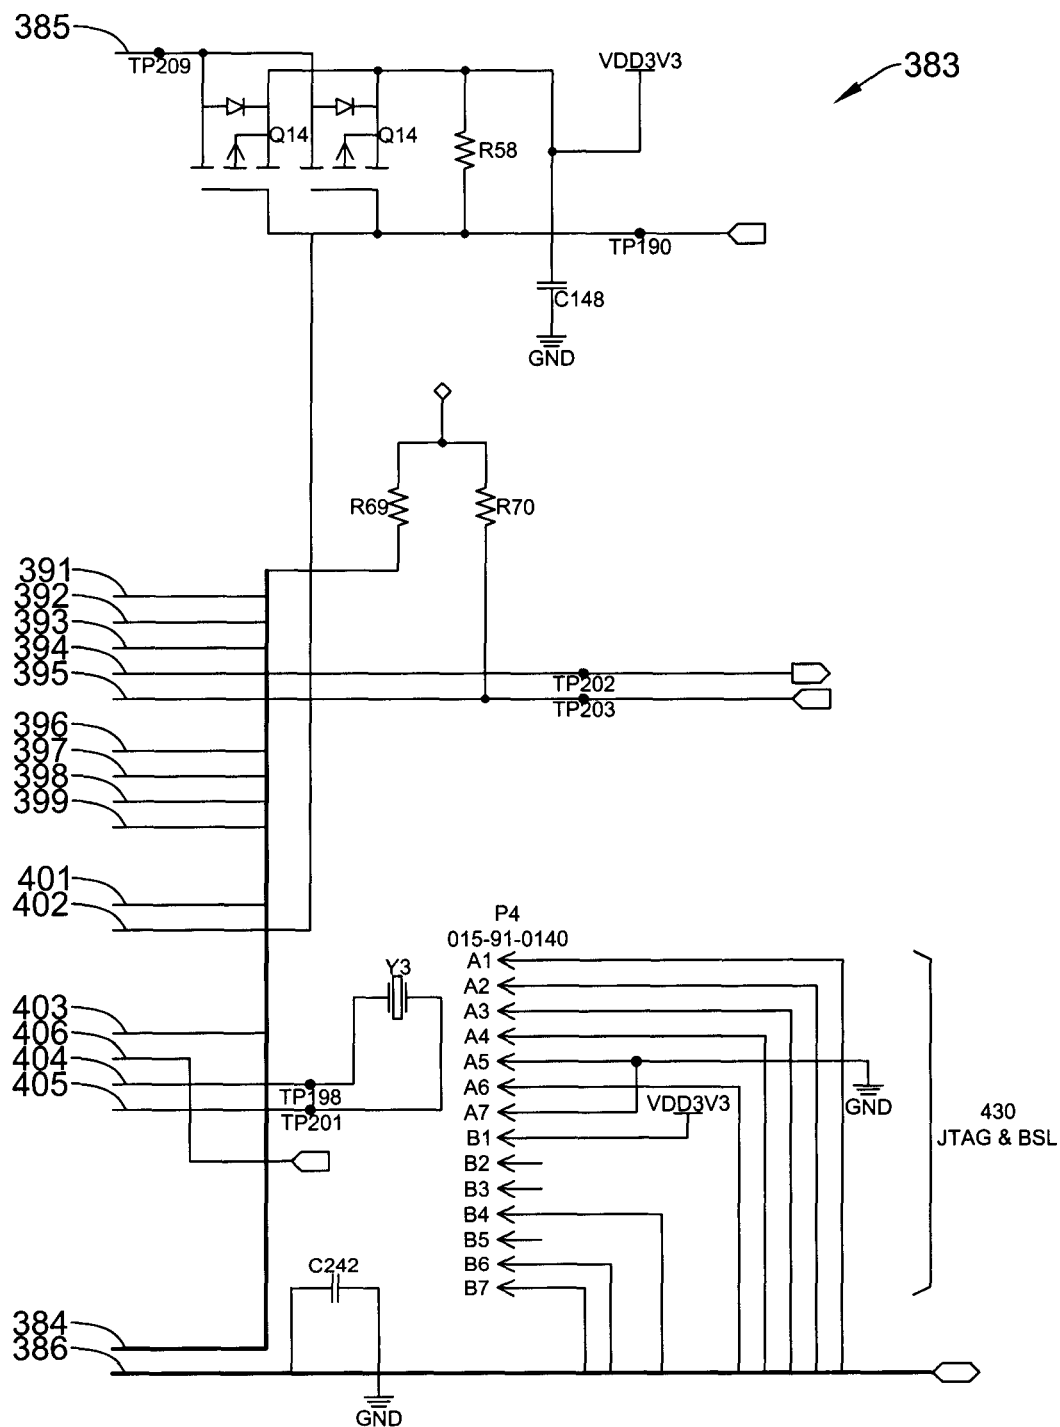 385
TP209
VDD3V3
383
Q14
Q14
R58
TP190
C148
GND
R69
R70
391
392
393
394
395
TP202
TP203
396
397
398
399
401
402
P4
015-91-0140
A1
Y3
A2
403
A3
406
A4
404
A5
405
A6
TP198
GND
VDD3V3
A7
TP201
430
JTAG & BSL
B1
B2
B3
B4
B5
C242
B6
B7
384
386
GND